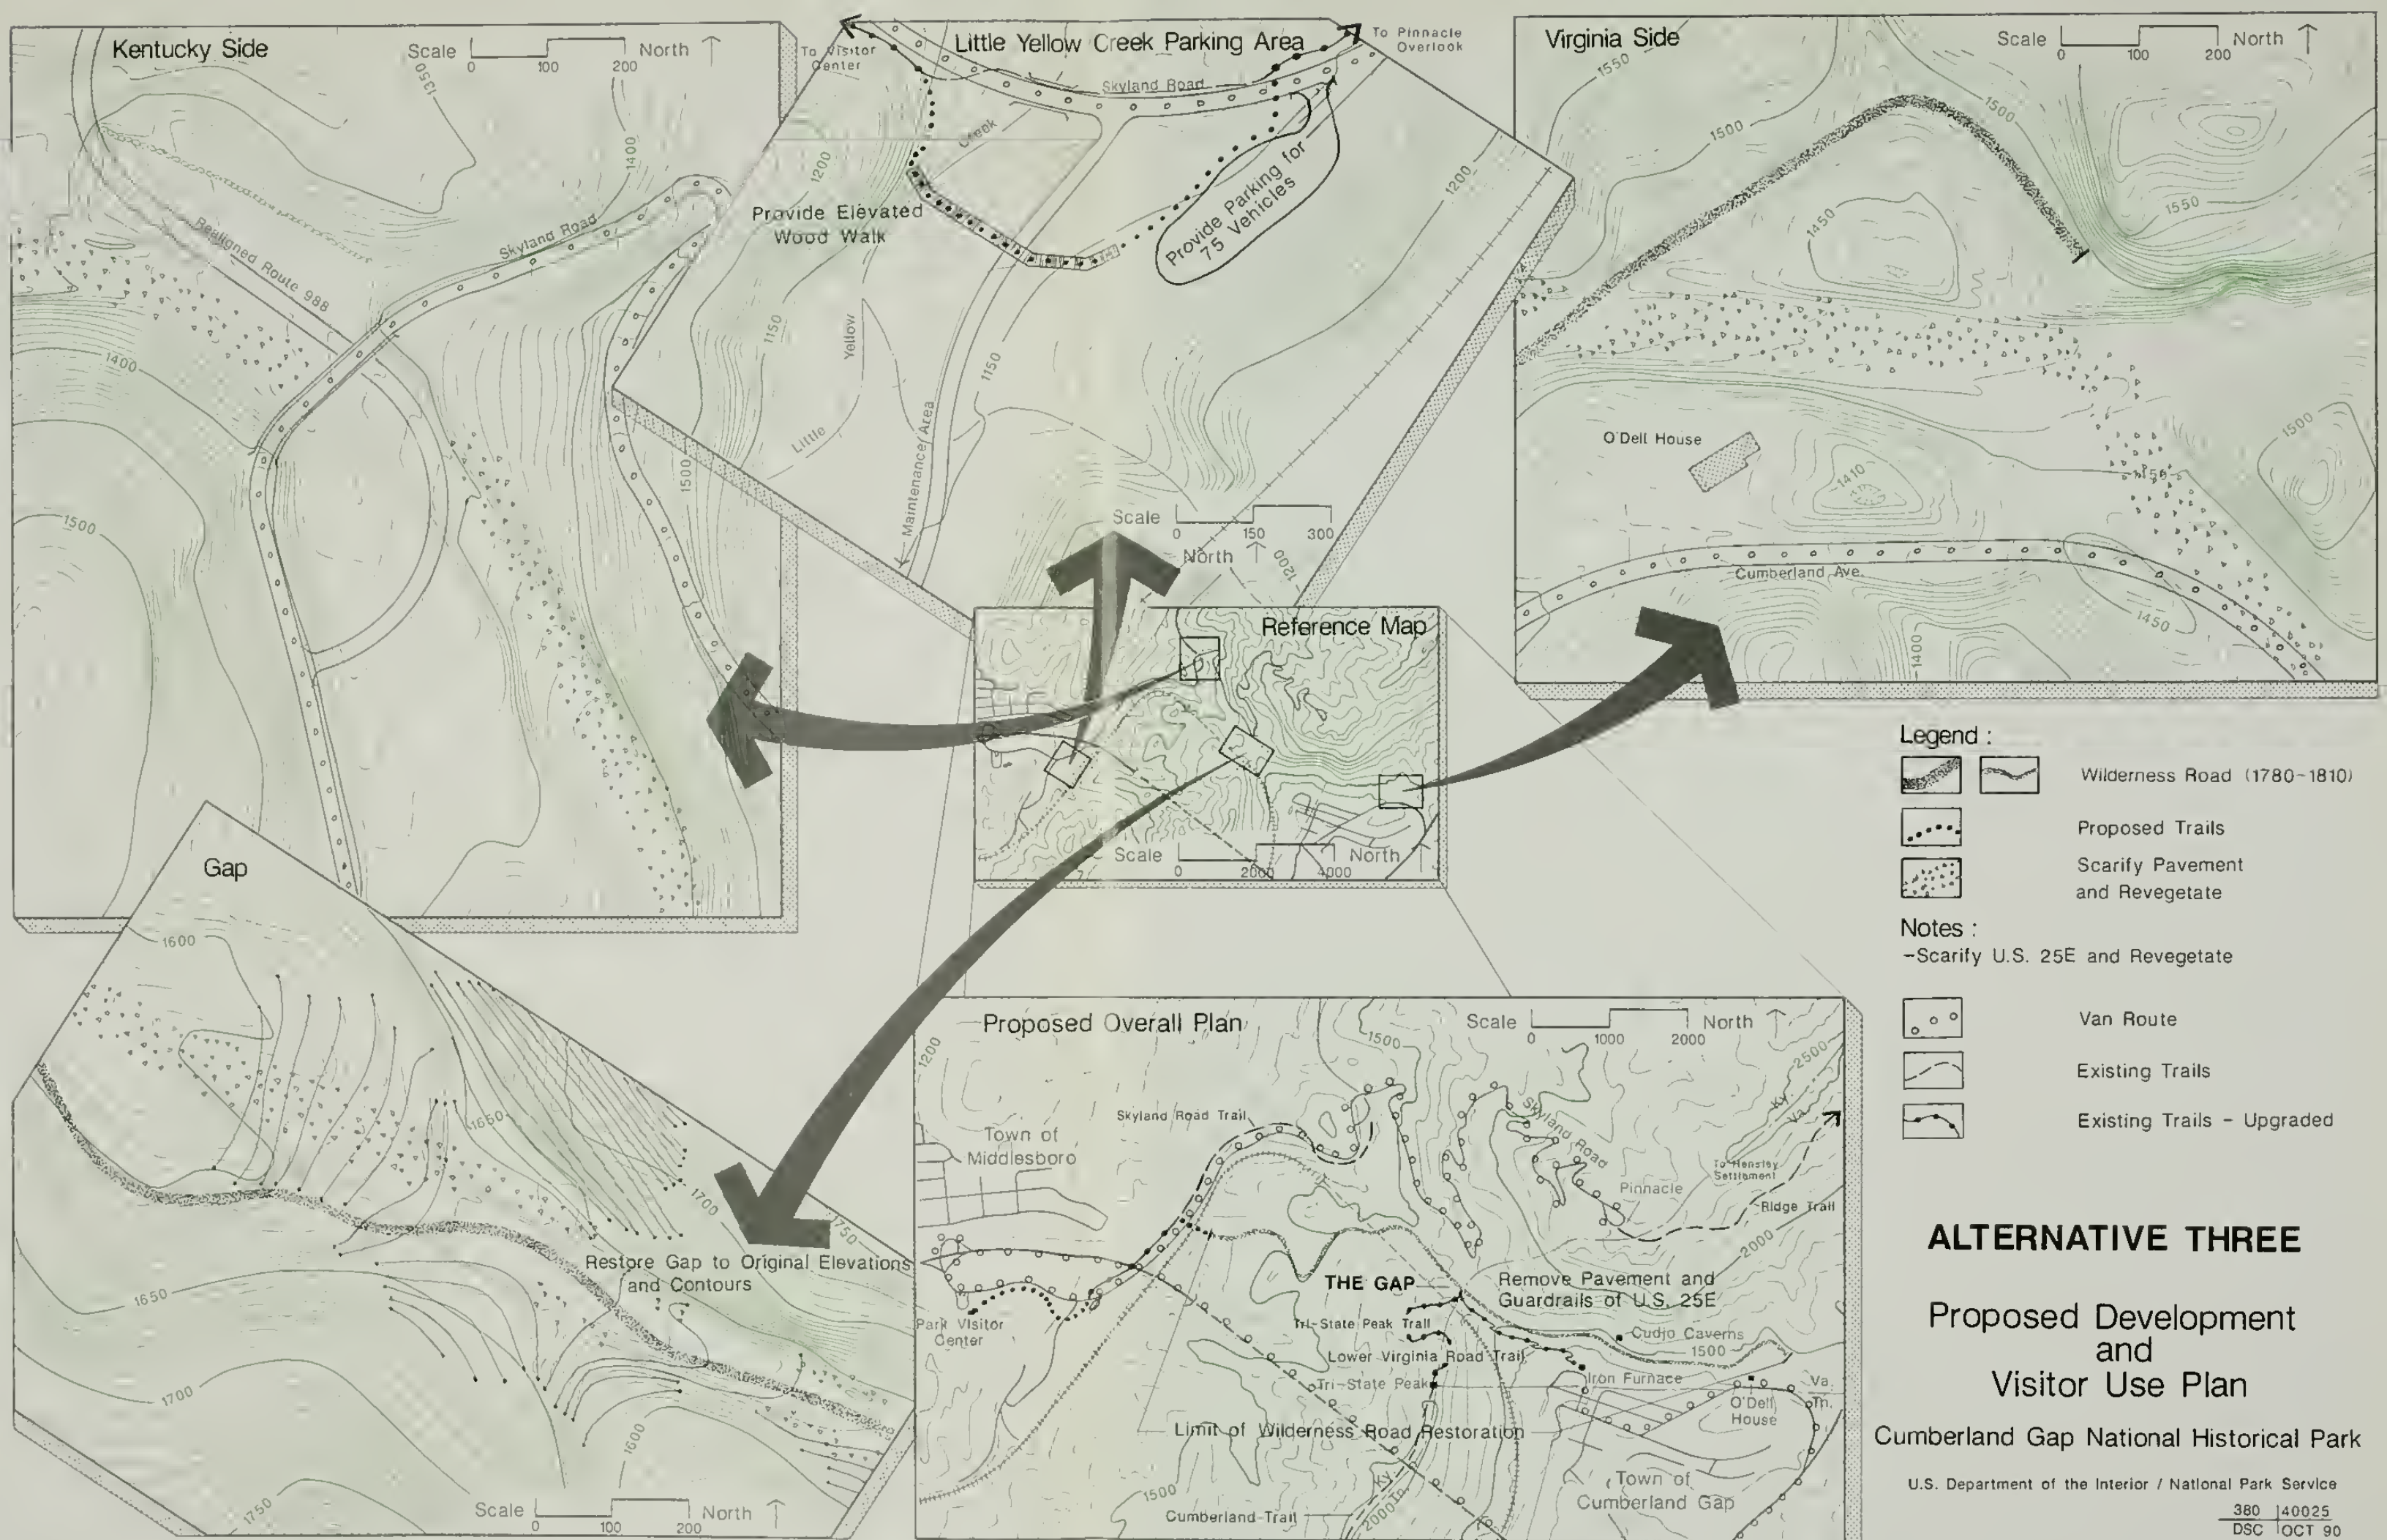 Kentucky Side
Scale
0 100 200
North
1350
1400
Skyland Road
Realigned Route 988
1400
1500
1500
Little Yellow Creek Parking Area
To Visitor
Center
To Pinnacle
Overlook
Skyland Road
Creek
1200
Provide Elevated
Wood Walk
Provide Parking for
75 Vehicles
1200
1150
Yellow
1150
Little
Maintenance Area
Scale
0 150 300
North
1200
Virginia Side
Scale
0 100 200
North
1550
1500
1500
1550
1450
O'Dell House
1410
1500
Cumberland Ave.
1450
1400
Reference Map
Scale
0 2000 4000
North
Legend :
Wilderness Road (1780-1810)
Proposed Trails
Scarify Pavement
and Revegetate
Notes :
-Scarify U.S. 25E and Revegetate
Van Route
Existing Trails
Existing Trails - Upgraded
Gap
1600
1650
1700
1750
Restore Gap to Original Elevations
and Contours
1650
1700
1600
1750
Scale
0 100 200
North
Proposed Overall Plan
Scale
0 1000 2000
North
1200
1500
2500
Skyland Road Trail
Skyland Road
Ky.
Va.
Town of
Middlesboro
To Hensley
Settlement
Pinnacle
Ridge Trail
2000
THE GAP
Remove Pavement and
Guardrails of U.S. 25E
Park Visitor
Center
Tri-State Peak Trail
Cudjo Caverns
1500
Lower Virginia Road Trail
Tri-State Peak
Iron Furnace
Va.
Tn.
O'Dell
House
Limit of Wilderness Road Restoration
Ky.
Tn.
Town of
Cumberland Gap
1500
Cumberland Trail
2000
ALTERNATIVE THREE
Proposed Development
and
Visitor Use Plan
Cumberland Gap National Historical Park
U.S. Department of the Interior / National Park Service
380 40025
DSC OCT 90